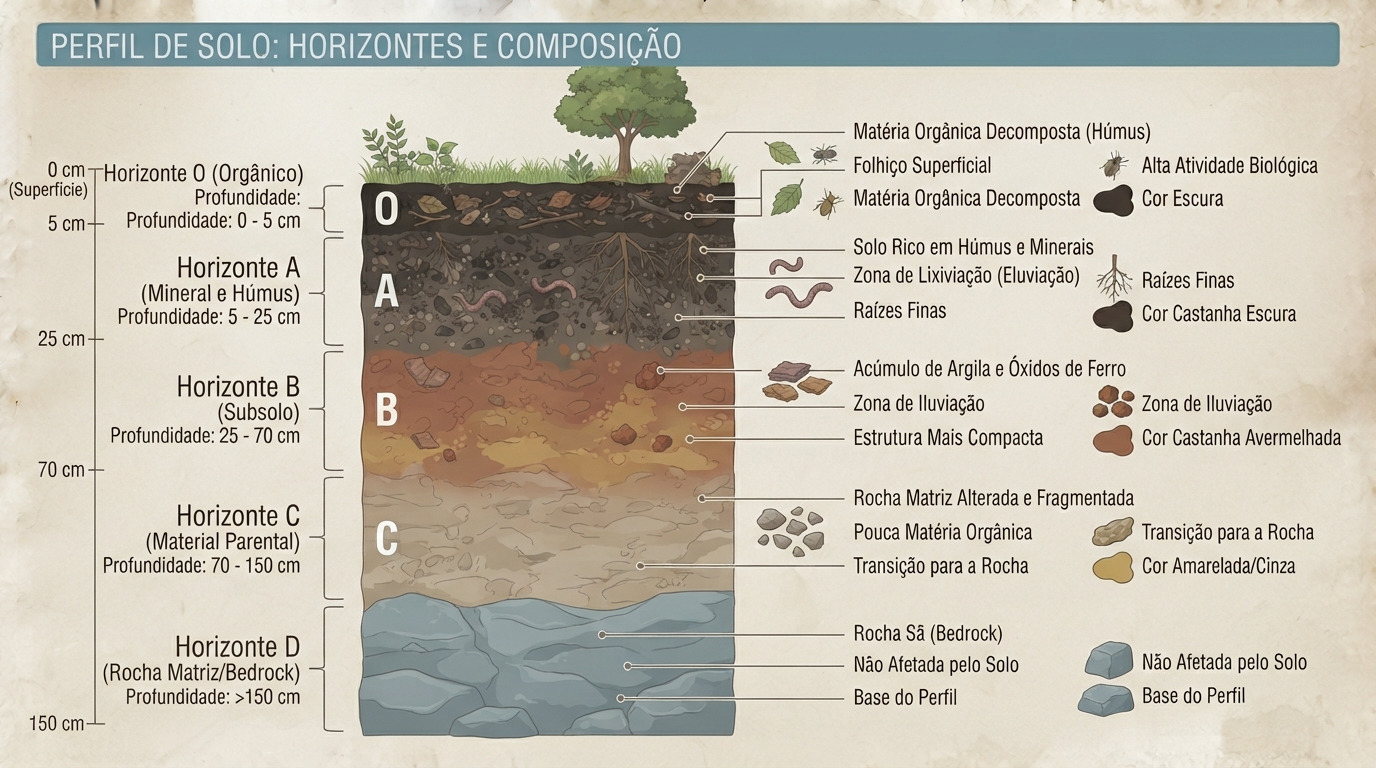 PERFIL DE SOLO: HORIZONTES E COMPOSIÇÃO
0 cm
(Superfície)
5 cm
25 cm
70 cm
150 cm
Horizonte O (Orgânico)
Profundidade:
Profundidade: 0 - 5 cm
Horizonte A
(Mineral e Húmus)
Profundidade: 5 - 25 cm
Horizonte B
(Subsolo)
Profundidade: 25 - 70 cm
Horizonte C
(Material Parental)
Profundidade: 70 - 150 cm
Horizonte D
(Rocha Matriz/Bedrock)
Profundidade: >150 cm
O
A
B
C
Matéria Orgânica Decomposta (Húmus)
Folhiço Superficial
Matéria Orgânica Decomposta
Alta Atividade Biológica
Cor Escura
Solo Rico em Húmus e Minerais
Zona de Lixiviação (Eluviação)
Raízes Finas
Raízes Finas
Cor Castanha Escura
Acúmulo de Argila e Óxidos de Ferro
Zona de Iluviação
Estrutura Mais Compacta
Zona de Iluviação
Cor Castanha Avermelhada
Rocha Matriz Alterada e Fragmentada
Pouca Matéria Orgânica
Transição para a Rocha
Transição para a Rocha
Cor Amarelada/Cinza
Rocha Sã (Bedrock)
Não Afetada pelo Solo
Base do Perfil
Não Afetada pelo Solo
Base do Perfil